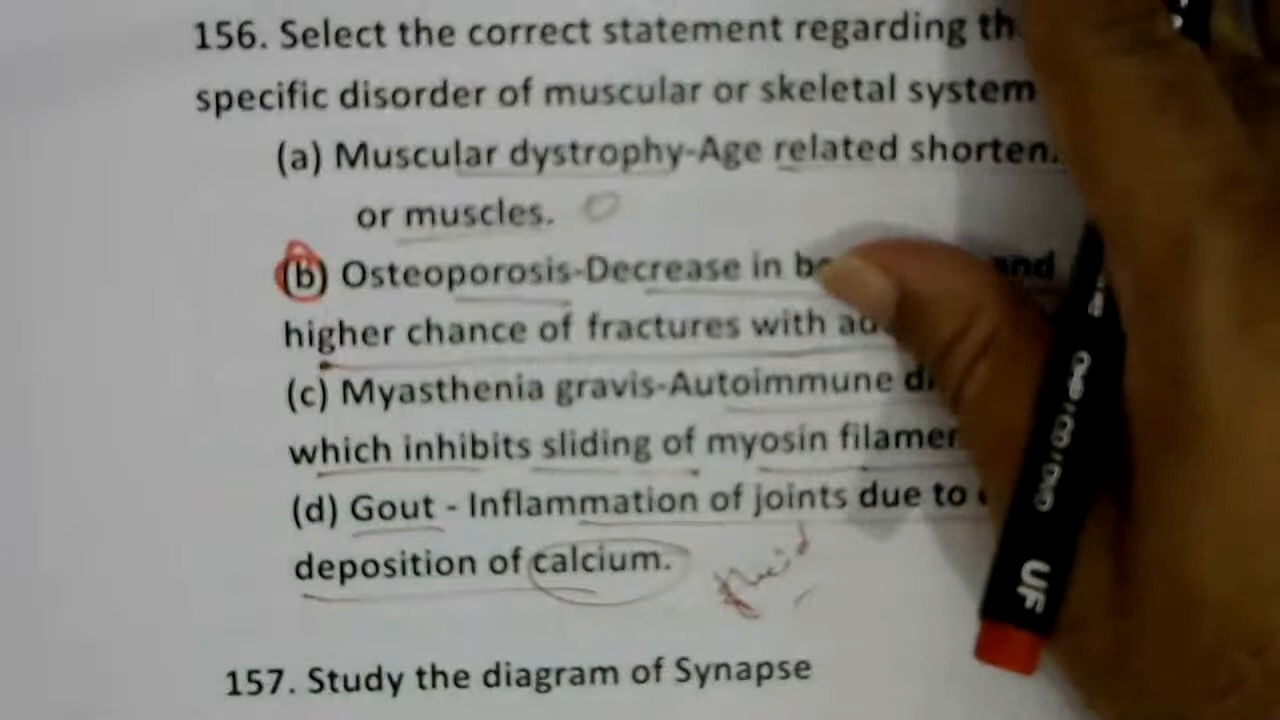 156. Select the correct statement regarding th
specific disorder of muscular or skeletal system
(a) Muscular dystrophy-Age related shorten
or muscles.
(b) Osteoporosis-Decrease in and
higher chance of fractures with
(c) Myasthenia gravis-Autoimmune
which inhibits sliding of myosin
(d) Gout - Inflammation of joints due to
deposition of calcium.
157. Study the diagram of Synapse
UF